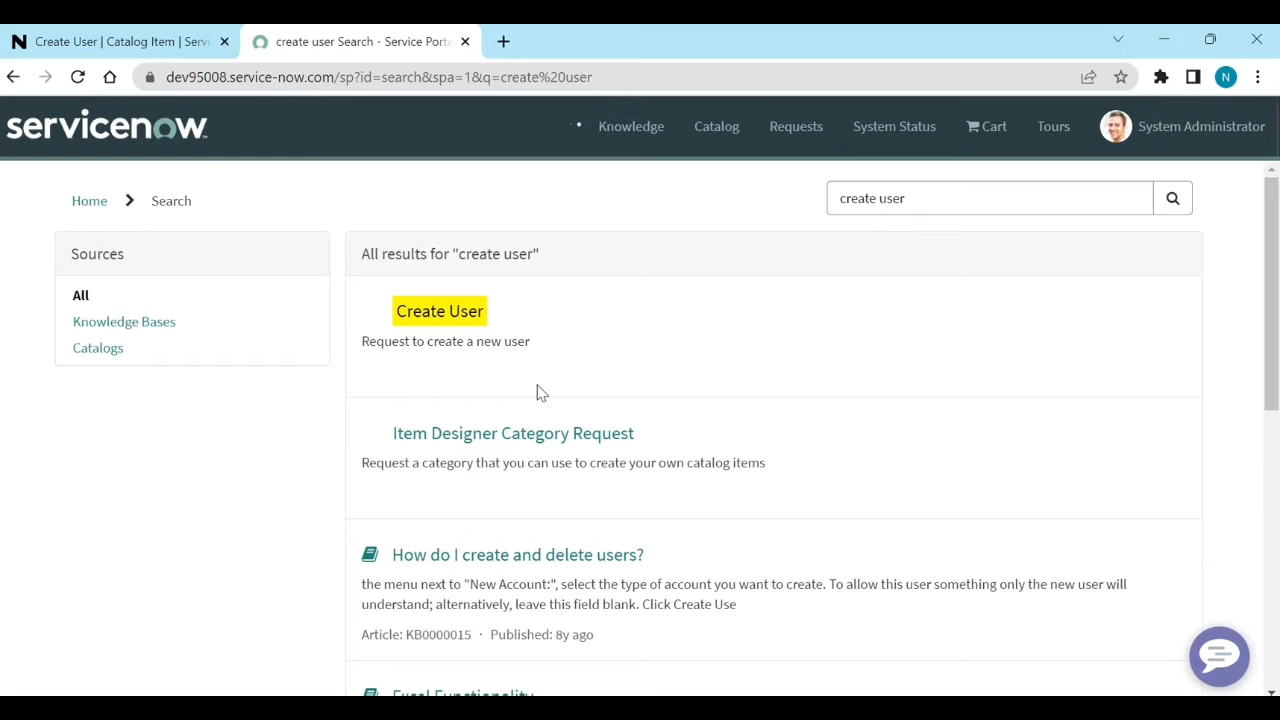 Create User | Catalog Item | Servi
create user Search - Service Porta
dev95008.service-now.com/sp?id=search&spa=1&q=create%20user
N
servicenow
Knowledge
Catalog
Requests
System Status
Cart
Tours
System Administrator
Home
Search
create user
Sources
All
Knowledge Bases
Catalogs
All results for "create user"
Create User
Request to create a new user
Item Designer Category Request
Request a category that you can use to create your own catalog items
How do I create and delete users?
the menu next to "New Account:", select the type of account you want to create. To allow this user something only the new user will
understand; alternatively, leave this field blank. Click Create Use
Article: KB0000015 · Published: 8y ago
Excel Functionality